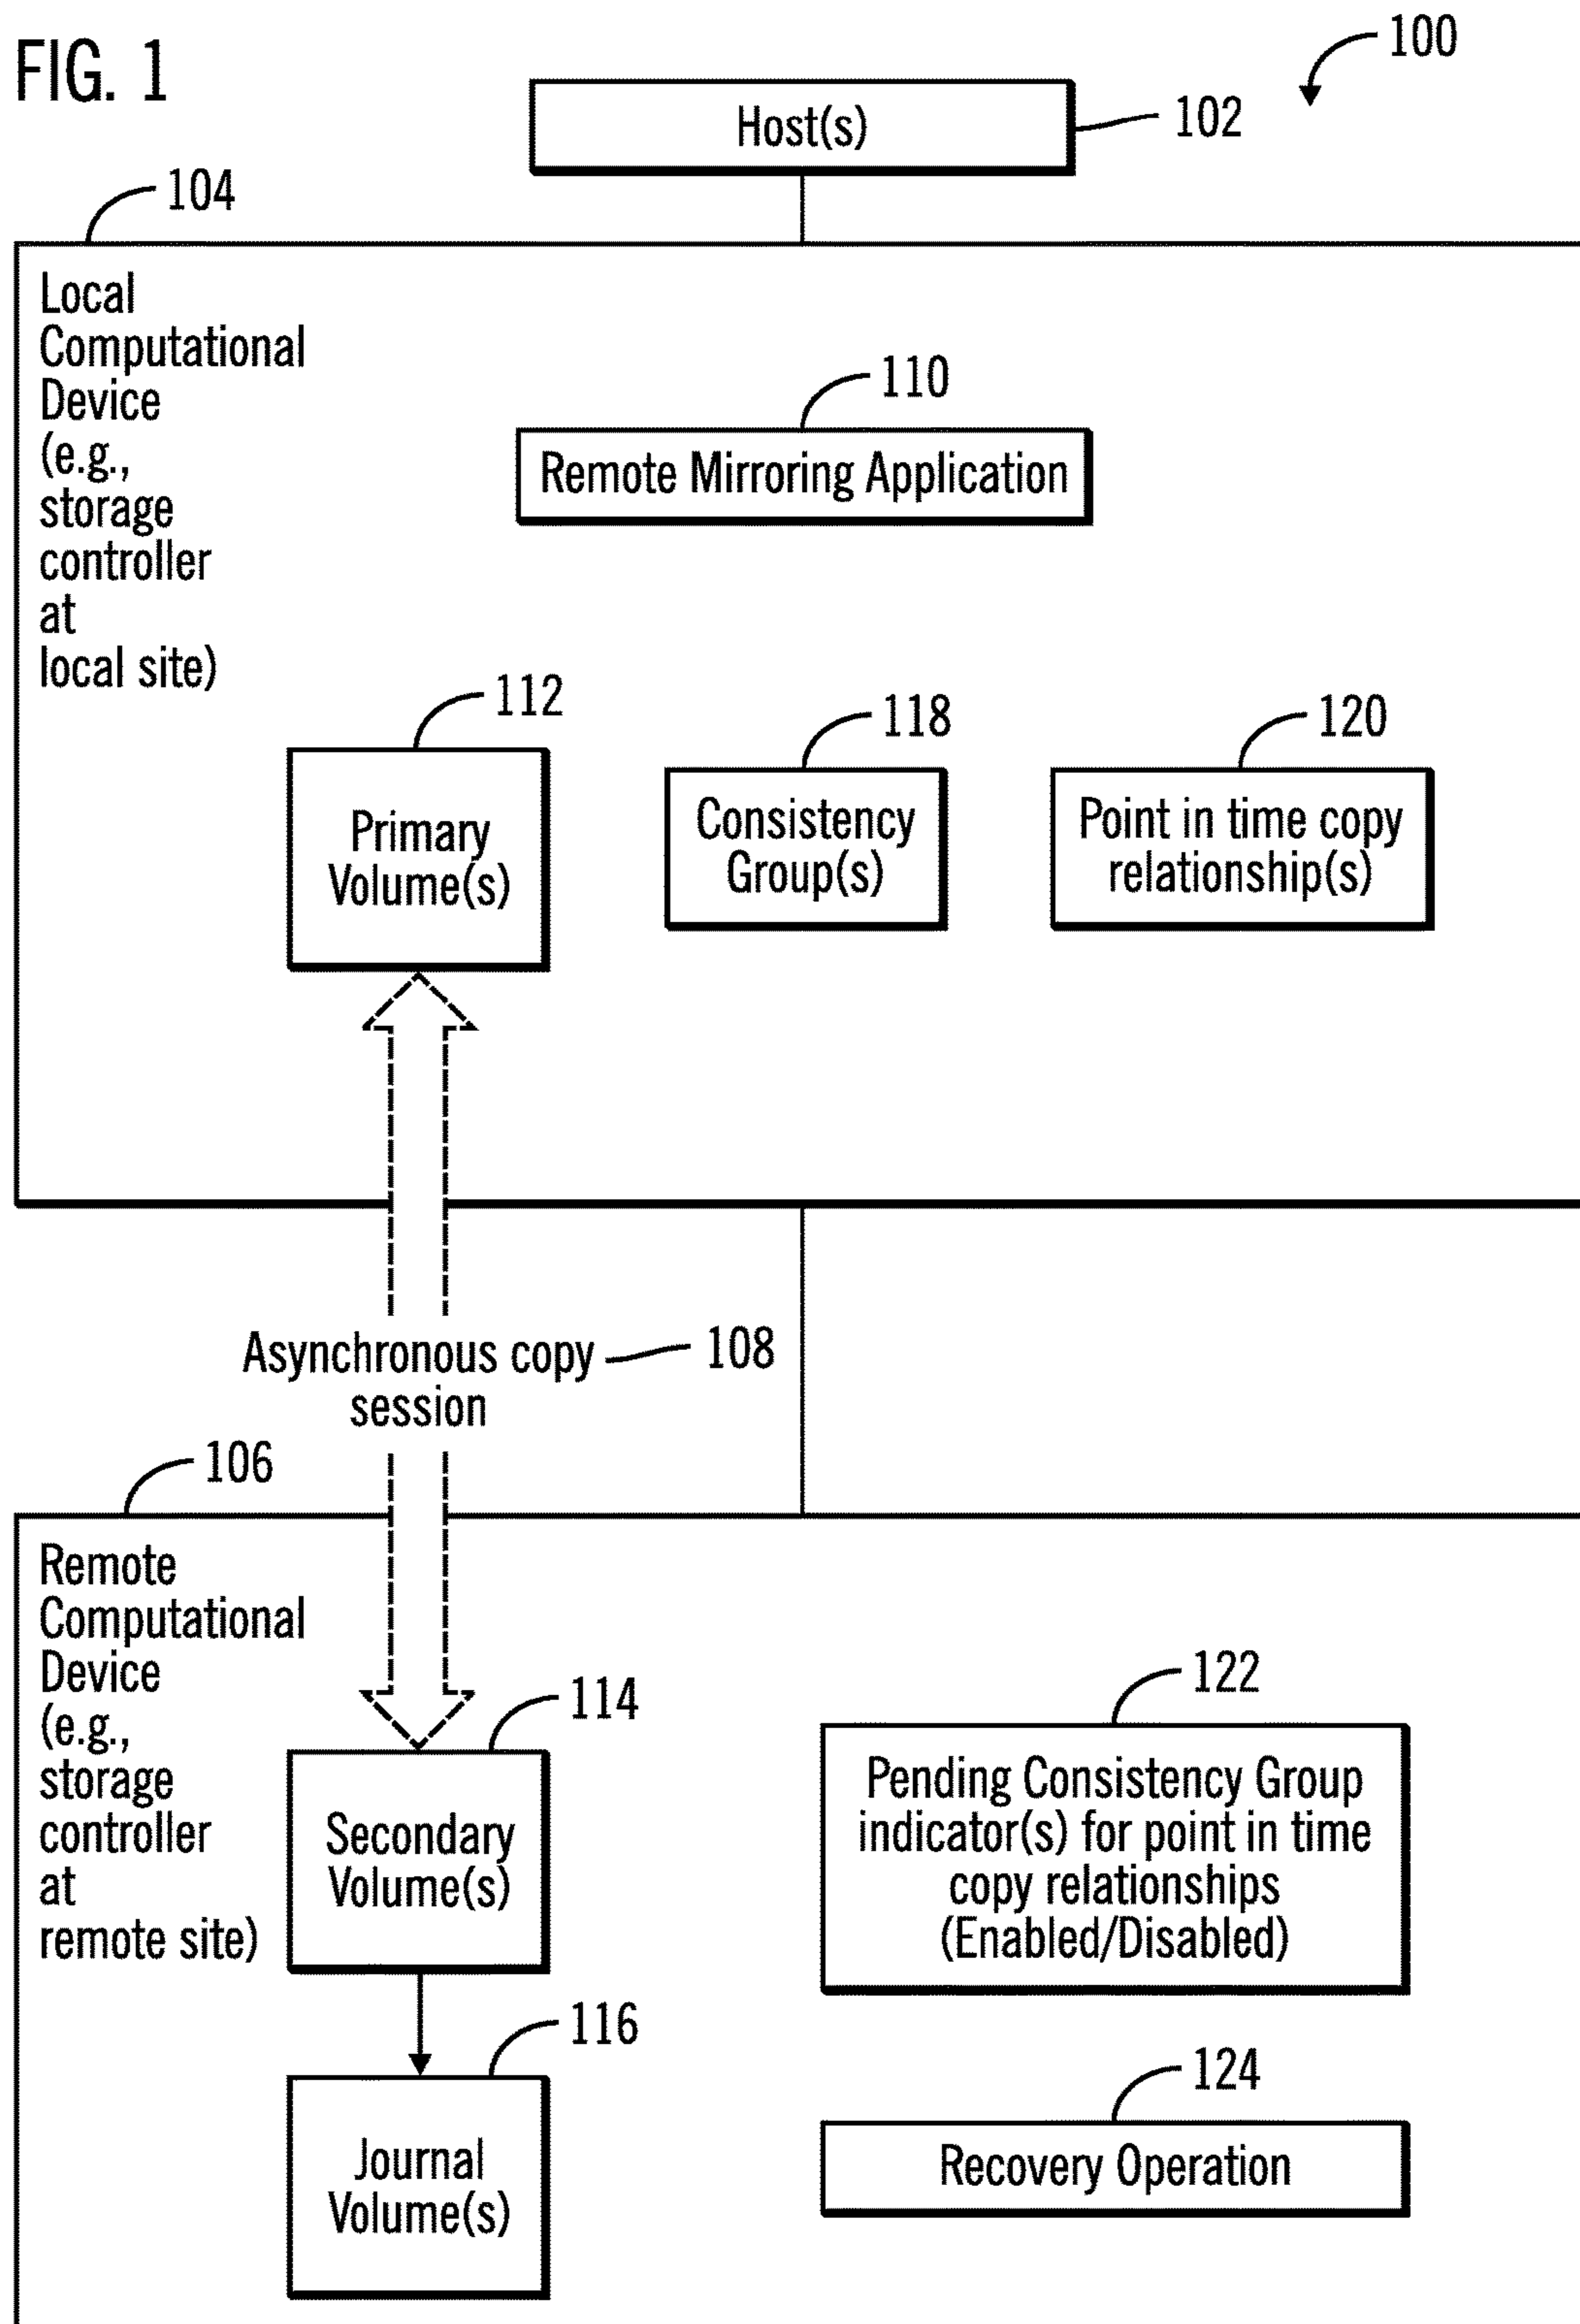 FIG. 1
100
Host(s)
102
104
Local
Computational
Device
(e.g.,
storage
controller
at
local site)
110
Remote Mirroring Application
112
Primary
Volume(s)
118
Consistency
Group(s)
120
Point in time copy
relationship(s)
Asynchronous copy
session
108
106
Remote
Computational
Device
(e.g.,
storage
controller
at
remote site)
114
Secondary
Volume(s)
122
Pending Consistency Group
indicator(s) for point in time
copy relationships
(Enabled/Disabled)
116
Journal
Volume(s)
124
Recovery Operation